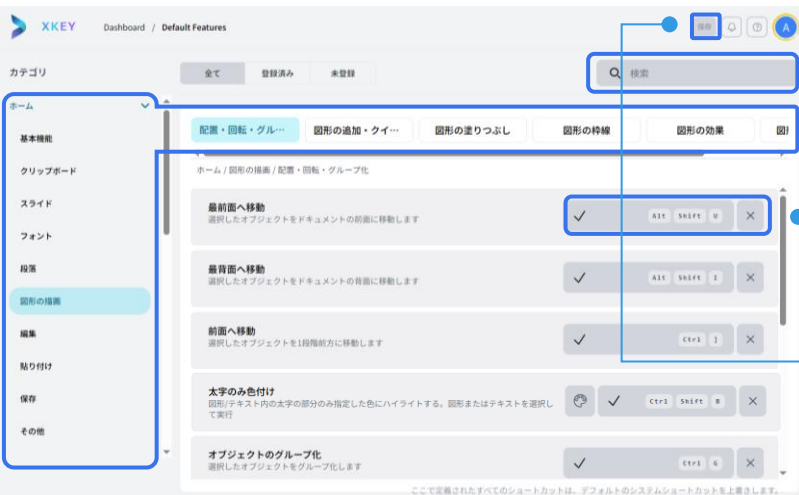 XKEY
Dashboard / Default Features
保存
A
カテゴリ
全て 登録済み 未登録
検索
ホーム
基本機能
クリップボード
スライド
フォント
段落
図形の描画
編集
貼り付け
保存
その他
配置・回転・グル… 図形の追加・クイ… 図形の塗りつぶし 図形の枠線 図形の効果
ホーム / 図形の描画 / 配置・回転・グループ化
最前面へ移動
選択したオブジェクトをドキュメントの前面に移動します
Alt Shift U
最背面へ移動
選択したオブジェクトをドキュメントの背面に移動します
Alt Shift I
前面へ移動
選択したオブジェクトを1段階前方に移動します
Ctrl ]
太字のみ色付け
図形/テキスト内の太字の部分のみ指定した色にハイライトする。図形またはテキストを選択し
て実行
Ctrl Shift B
オブジェクトのグループ化
選択したオブジェクトをグループ化します
Ctrl G
ここで定義されたすべてのショートカットは、デフォルトのシステムショートカットを上書きします。